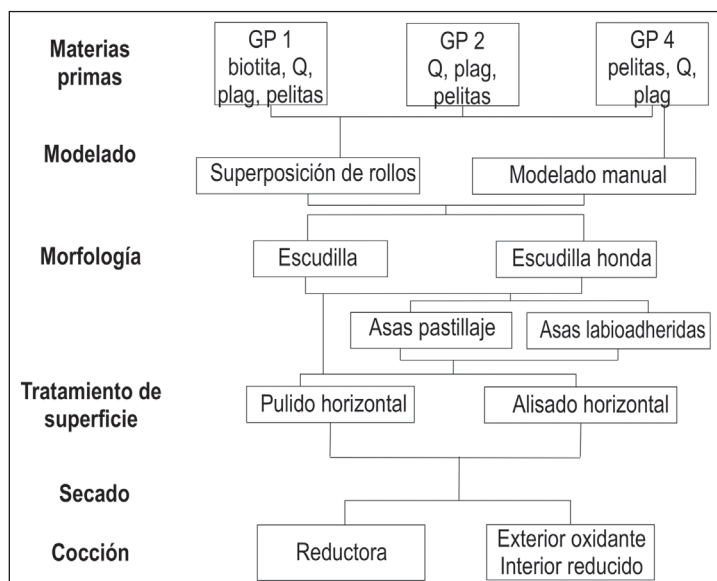 Materias
primas
GP 1
biotita, Q,
plag, pelitas
GP 2
Q, plag,
pelitas
GP 4
pelitas, Q,
plag
Modelado
Superposición de rollos
Modelado manual
Morfología
Escudilla
Escudilla honda
Asas pastillaje
Asas labioadheridas
Tratamiento de
superficie
Pulido horizontal
Alisado horizontal
Secado
Cocción
Reductora
Exterior oxidante
Interior reducido